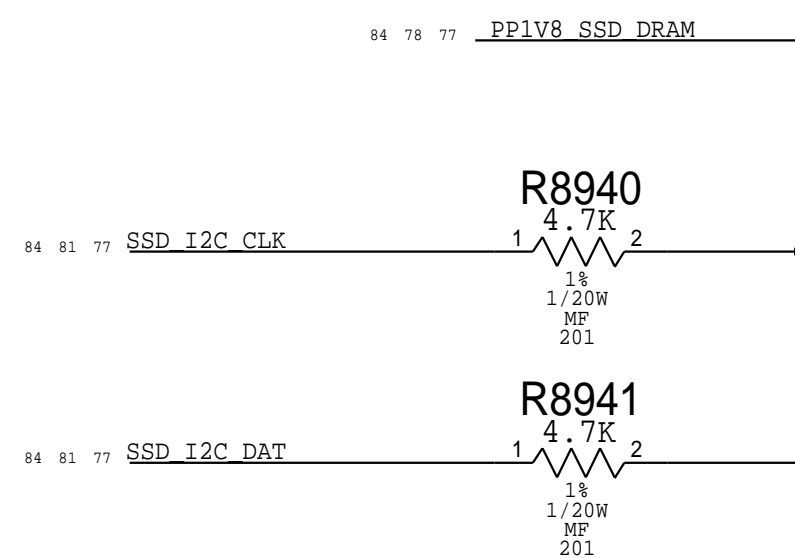 84 78 77 PP1V8_SSD_DRAM
R8940
4.7K
84 81 77 SSD_I2C_CLK 1 2
1%
1/20W
MF
201
R8941
4.7K
84 81 77 SSD_I2C_DAT 1 2
1%
1/20W
MF
201